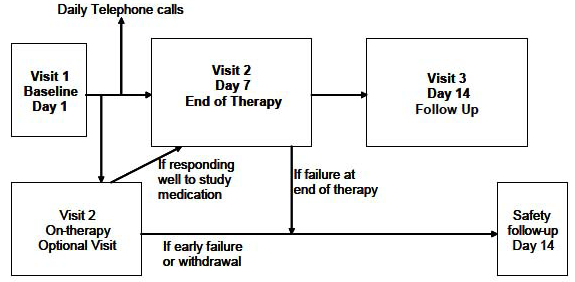 Daily Telephone calls
Visit 1
Baseline
Day 1
Visit 2
Day 7
End of Therapy
Visit 3
Day 14
Follow Up
If responding
well to study
medication
If failure at
end of therapy
Visit 2
On-therapy
Optional Visit
If early failure
or withdrawal
Safety
follow-up
Day 14